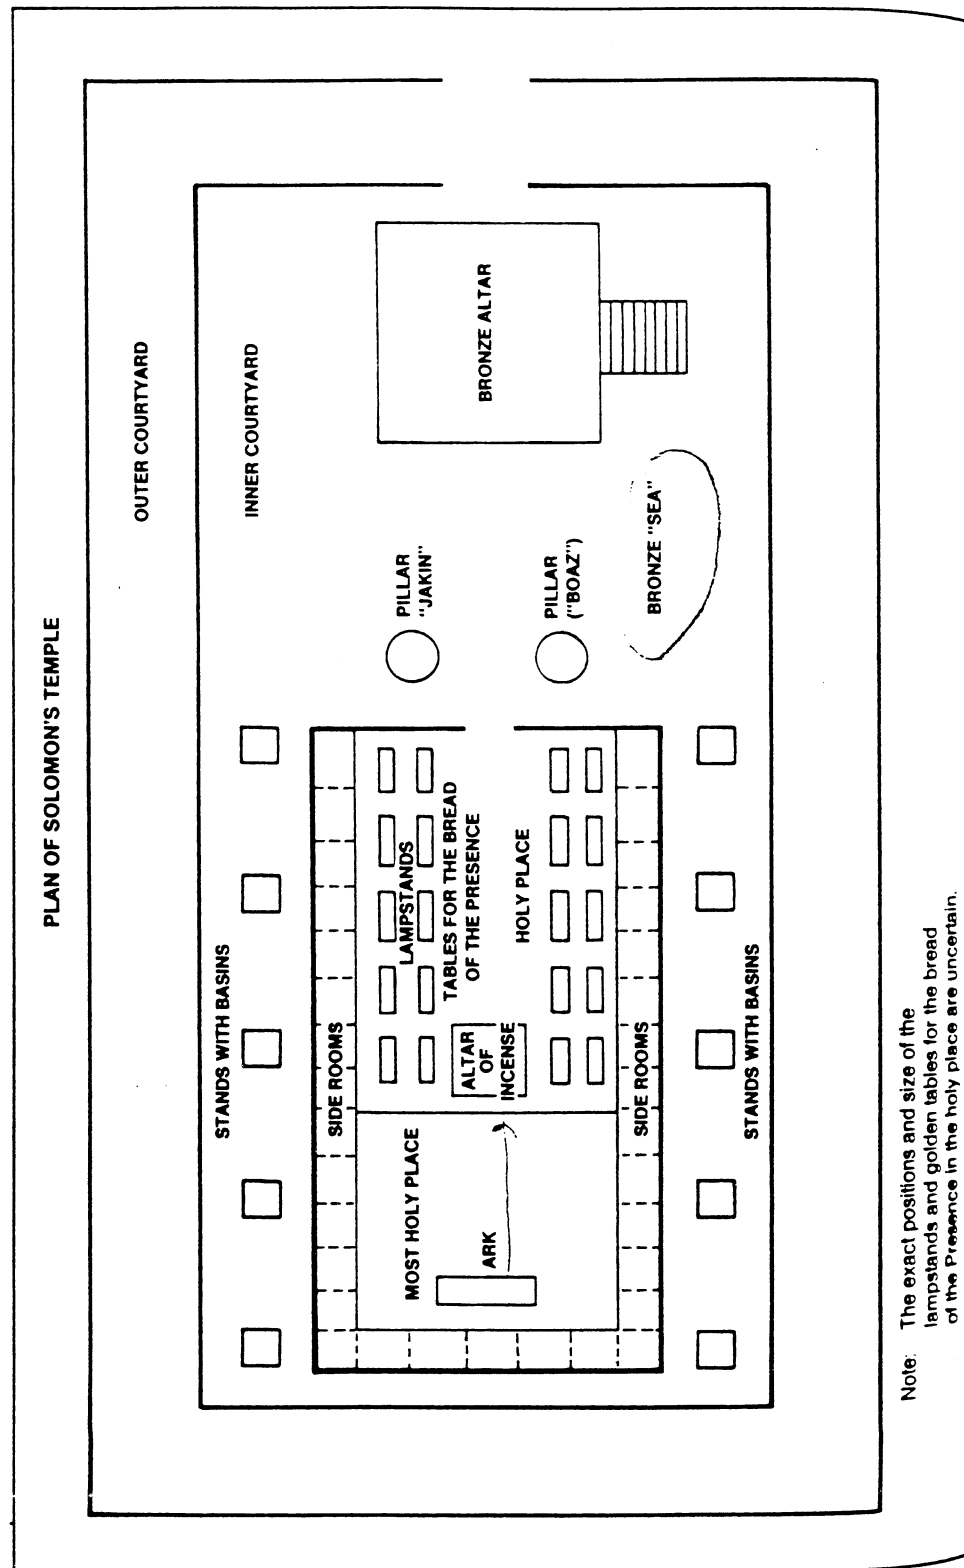 PLAN OF SOLOMON'S TEMPLE
OUTER COURTYARD
INNER COURTYARD
STANDS WITH BASINS
SIDE ROOMS
MOST HOLY PLACE
ARK
ALTAR
OF
INCENSE
LAMPSTANDS
TABLES FOR THE BREAD
OF THE PRESENCE
HOLY PLACE
PILLAR
"JAKIN"
PILLAR
("BOAZ")
BRONZE ALTAR
BRONZE "SEA"
SIDE ROOMS
STANDS WITH BASINS
Note: The exact positions and size of the
lampstands and golden tables for the bread
of the Presence in the holy place are uncertain.